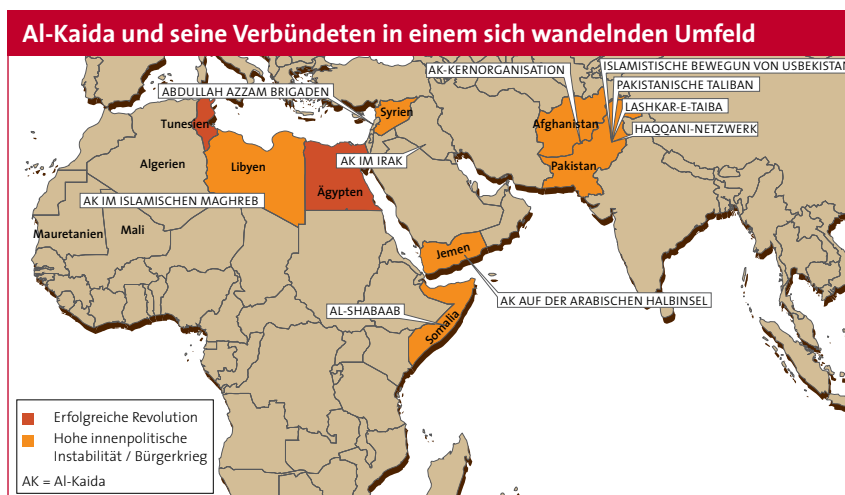 Al-Kaida und seine Verbündeten in einem sich wandelnden Umfeld
ISLAMISTISCHE BEWEGUN VON USBEKISTAN
AK-KERNORGANISATION
PAKISTANISCHE TALIBAN
ABDULLAH AZZAM BRIGADEN
LASHKAR-E-TAIBA
Syrien
Tunesien
Afghanistan
HAQQANI-NETZWERK
Algerien
Libyen
AK IM IRAK
Pakistan
Ägypten
AK IM ISLAMISCHEN MAGHREB
Mauretanien
Mali
Jemen
AK AUF DER ARABISCHEN HALBINSEL
AL-SHABAAB
Somalia
Erfolgreiche Revolution
Hohe innenpolitische
Instabilität / Bürgerkrieg
AK = Al-Kaida